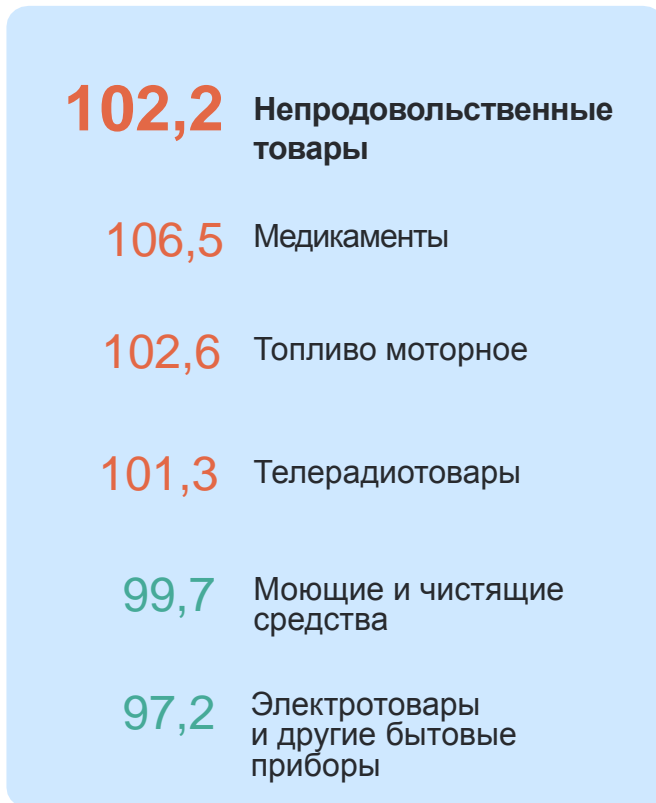 102,2 Непродовольственные
товары
106,5 Медикаменты
102,6 Топливо моторное
101,3 Телерадиотовары
99,7 Моющие и чистящие
средства
97,2 Электротовары
и другие бытовые
приборы